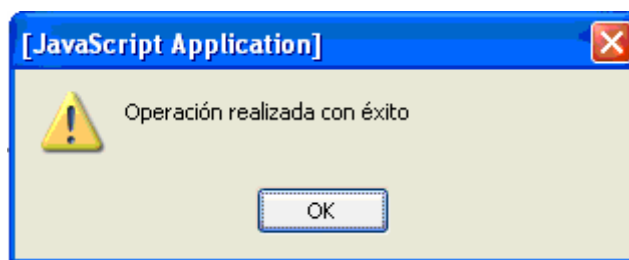 [JavaScript Application]
Operación realizada con éxito
OK